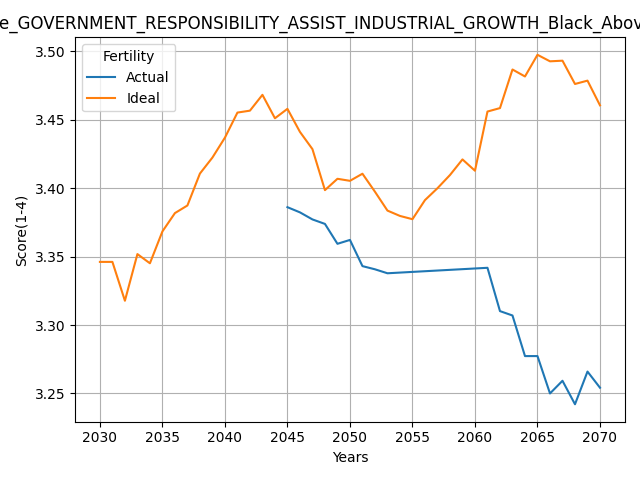 e_GOVERNMENT_RESPONSIBILITY_ASSIST_INDUSTRIAL_GROWTH_Black_Abov
Fertility
Actual
Ideal
3.50
3.45
3.40
3.35
3.30
3.25
Score(1-4)
2030 2035 2040 2045 2050 2055 2060 2065 2070
Years